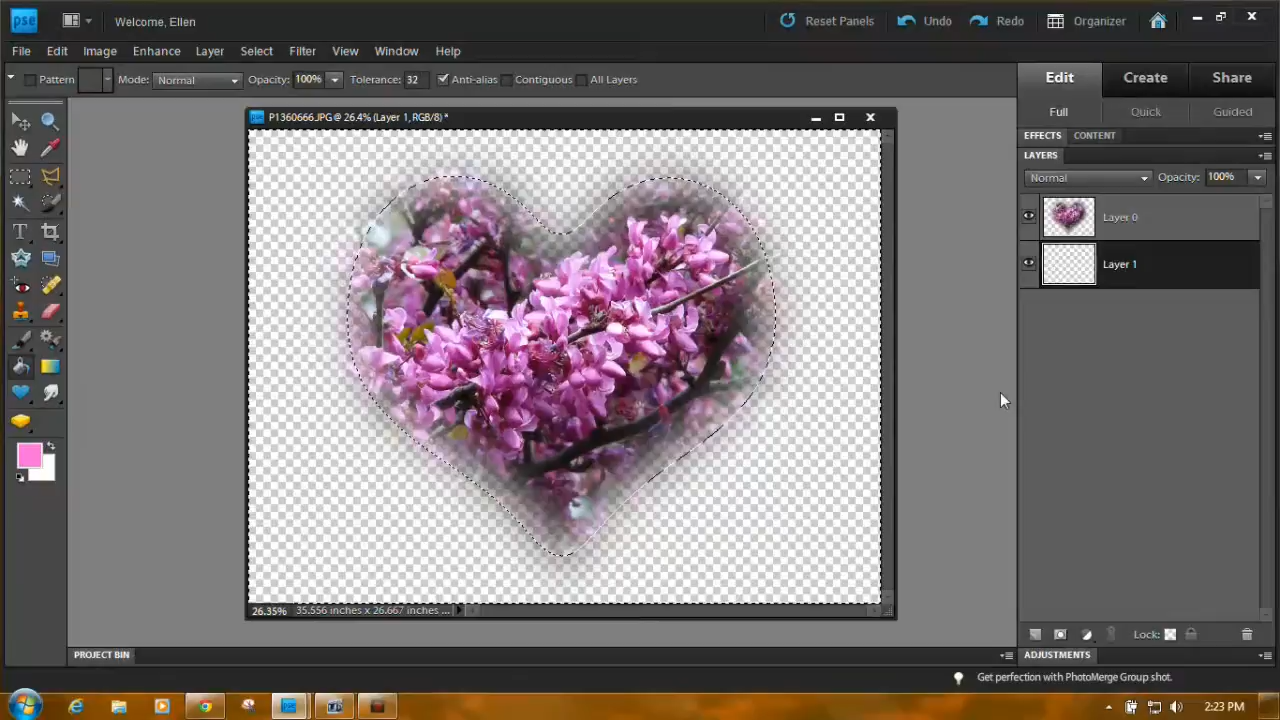 pse Welcome, Ellen Reset Panels Undo Redo Organizer
File Edit Image Enhance Layer Select Filter View Window Help
Pattern Mode: Normal Opacity: 100% Tolerance: 32 Anti-alias Contiguous All Layers
Edit Create Share
Full Quick Guided
P1360666.JPG @ 26.4% (Layer 1, RGB/8) *
EFFECTS CONTENT
LAYERS
Normal Opacity: 100%
Layer 0
Layer 1
26.35% 35.556 inches x 26.667 inches ...
Lock:
PROJECT BIN
ADJUSTMENTS
Get perfection with PhotoMerge Group shot.
2:23 PM